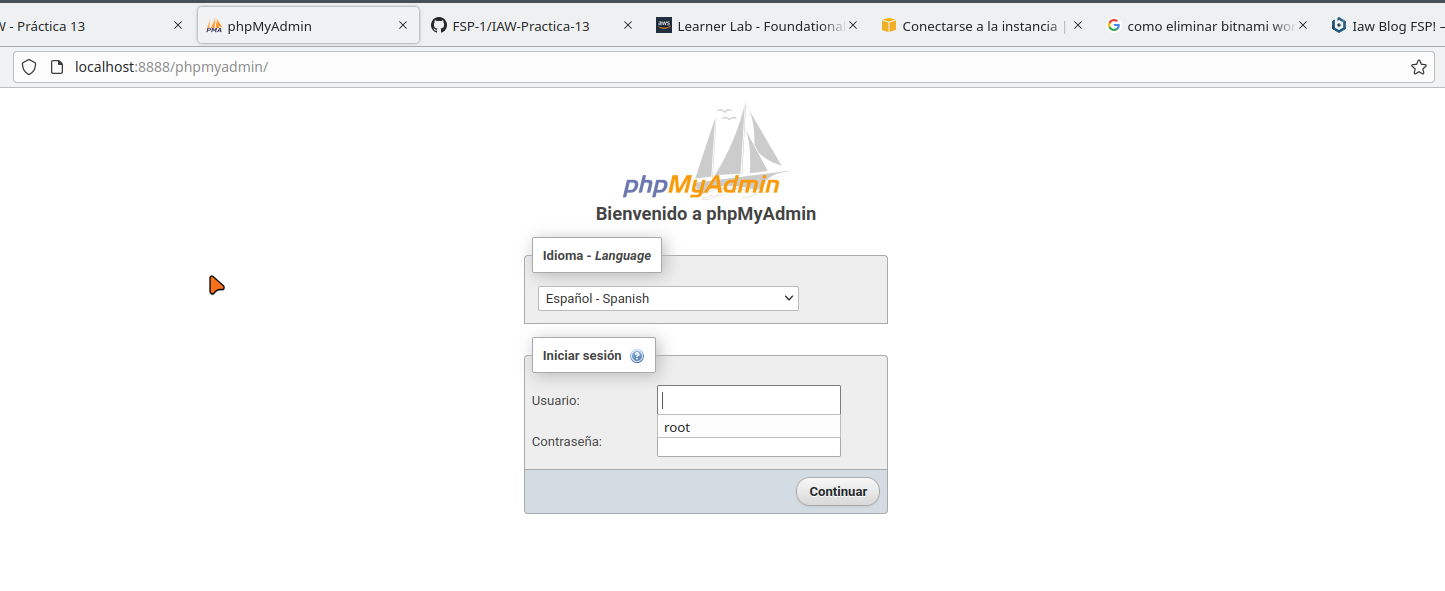 W - Práctica 13
phpMyAdmin
FSP-1/IAW-Practica-13
Learner Lab - Foundational
Conectarse a la instancia |
como eliminar bitnami wor
Iaw Blog FSP! –
localhost:8888/phpmyadmin/
phpMyAdmin
Bienvenido a phpMyAdmin
Idioma - Language
Español - Spanish
Iniciar sesión
Usuario:
root
Contraseña:
Continuar